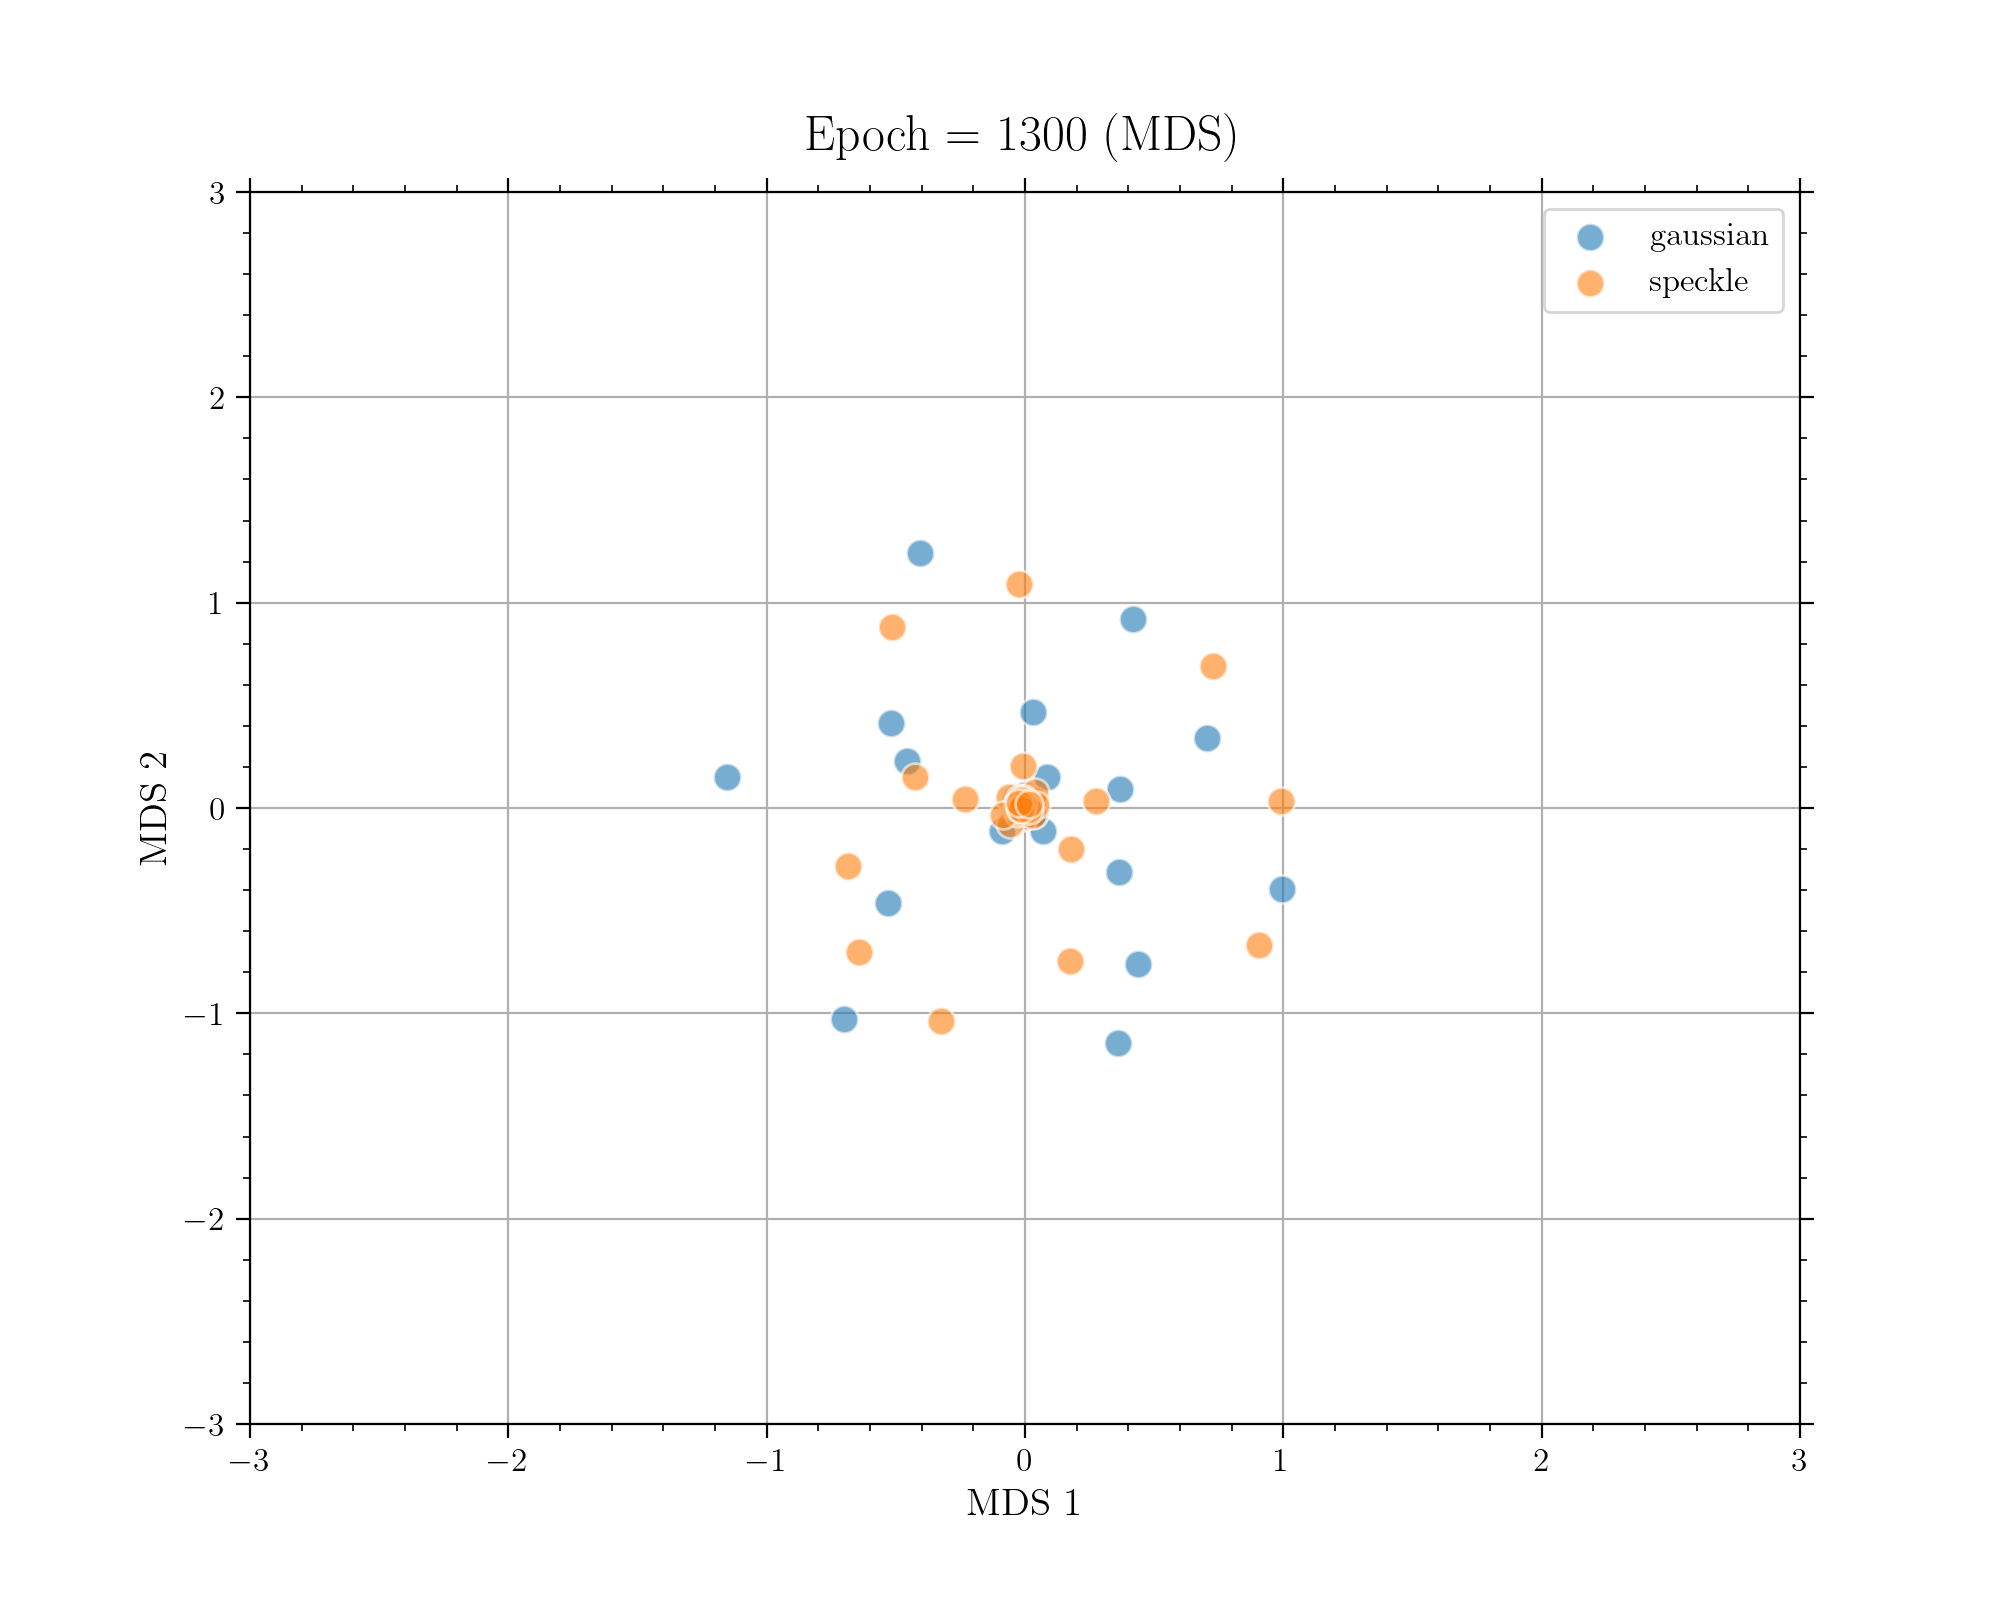 Epoch = 1300 (MDS)
gaussian
speckle
3
2
1
0
−1
−2
−3
MDS 2
−3 −2 −1 0 1 2 3
MDS 1